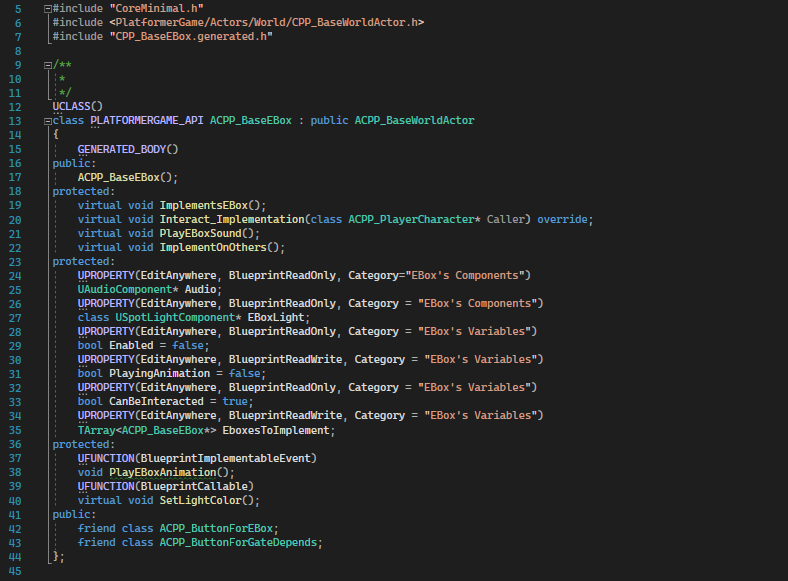 5 #include "CoreMinimal.h"
6 #include <PlatformerGame/Actors/World/CPP_BaseWorldActor.h>
7 #include "CPP_BaseEBox.generated.h"
8
9 /**
10 *
11 */
12 UCLASS()
13 class PLATFORMERGAME_API ACPP_BaseEBox : public ACPP_BaseWorldActor
14 {
15 GENERATED_BODY()
16 public:
17 ACPP_BaseEBox();
18 protected:
19 virtual void ImplementsEBox();
20 virtual void Interact_Implementation(class ACPP_PlayerCharacter* Caller) override;
21 virtual void PlayEBoxSound();
22 virtual void ImplementOnOthers();
23 protected:
24 UPROPERTY(EditAnywhere, BlueprintReadOnly, Category="EBox's Components")
25 UAudioComponent* Audio;
26 UPROPERTY(EditAnywhere, BlueprintReadOnly, Category = "EBox's Components")
27 class USpotLightComponent* EBoxLight;
28 UPROPERTY(EditAnywhere, BlueprintReadOnly, Category = "EBox's Variables")
29 bool Enabled = false;
30 UPROPERTY(EditAnywhere, BlueprintReadWrite, Category = "EBox's Variables")
31 bool PlayingAnimation = false;
32 UPROPERTY(EditAnywhere, BlueprintReadOnly, Category = "EBox's Variables")
33 bool CanBeInteracted = true;
34 UPROPERTY(EditAnywhere, BlueprintReadWrite, Category = "EBox's Variables")
35 TArray<ACPP_BaseEBox*> EboxesToImplement;
36 protected:
37 UFUNCTION(BlueprintImplementableEvent)
38 void PlayEBoxAnimation();
39 UFUNCTION(BlueprintCallable)
40 virtual void SetLightColor();
41 public:
42 friend class ACPP_ButtonForEBox;
43 friend class ACPP_ButtonForGateDepends;
44 };
45